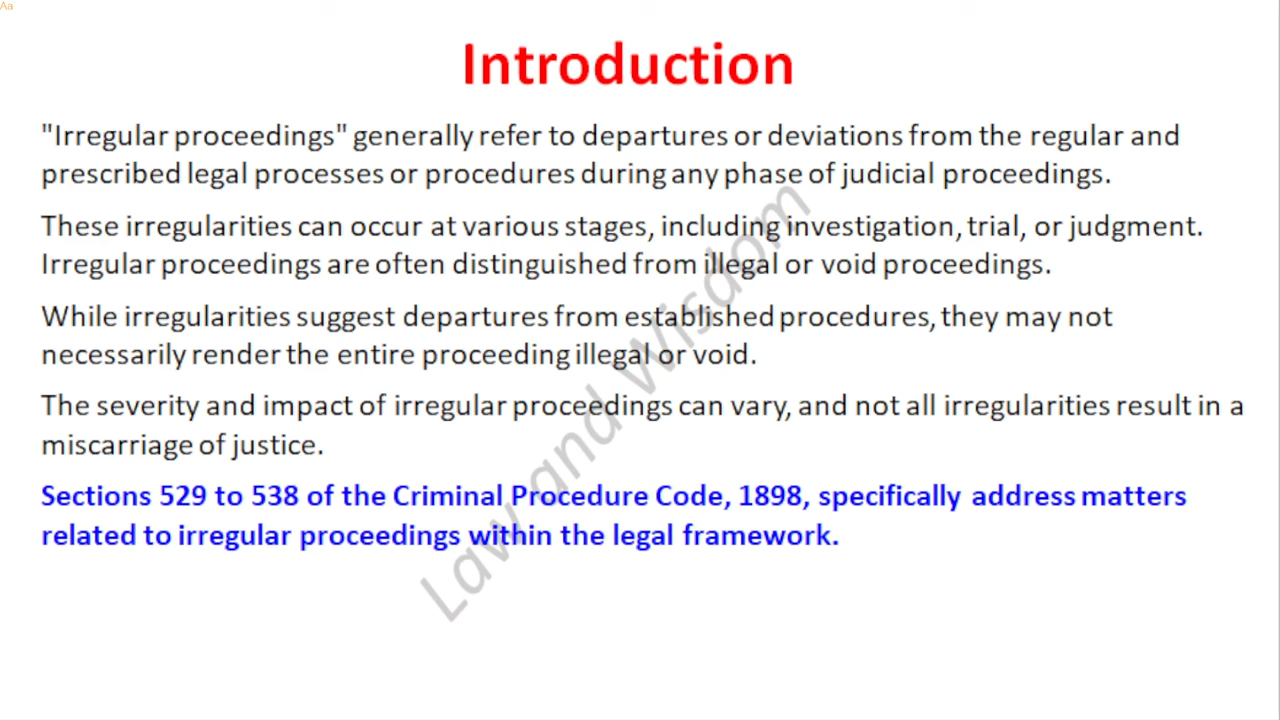 Aa
Introduction
"Irregular proceedings" generally refer to departures or deviations from the regular and
prescribed legal processes or procedures during any phase of judicial proceedings.
These irregularities can occur at various stages, including investigation, trial, or judgment.
Irregular proceedings are often distinguished from illegal or void proceedings.
While irregularities suggest departures from established procedures, they may not
necessarily render the entire proceeding illegal or void.
The severity and impact of irregular proceedings can vary, and not all irregularities result in a
miscarriage of justice.
Sections 529 to 538 of the Criminal Procedure Code, 1898, specifically address matters
related to irregular proceedings within the legal framework.
Law and Wisdom